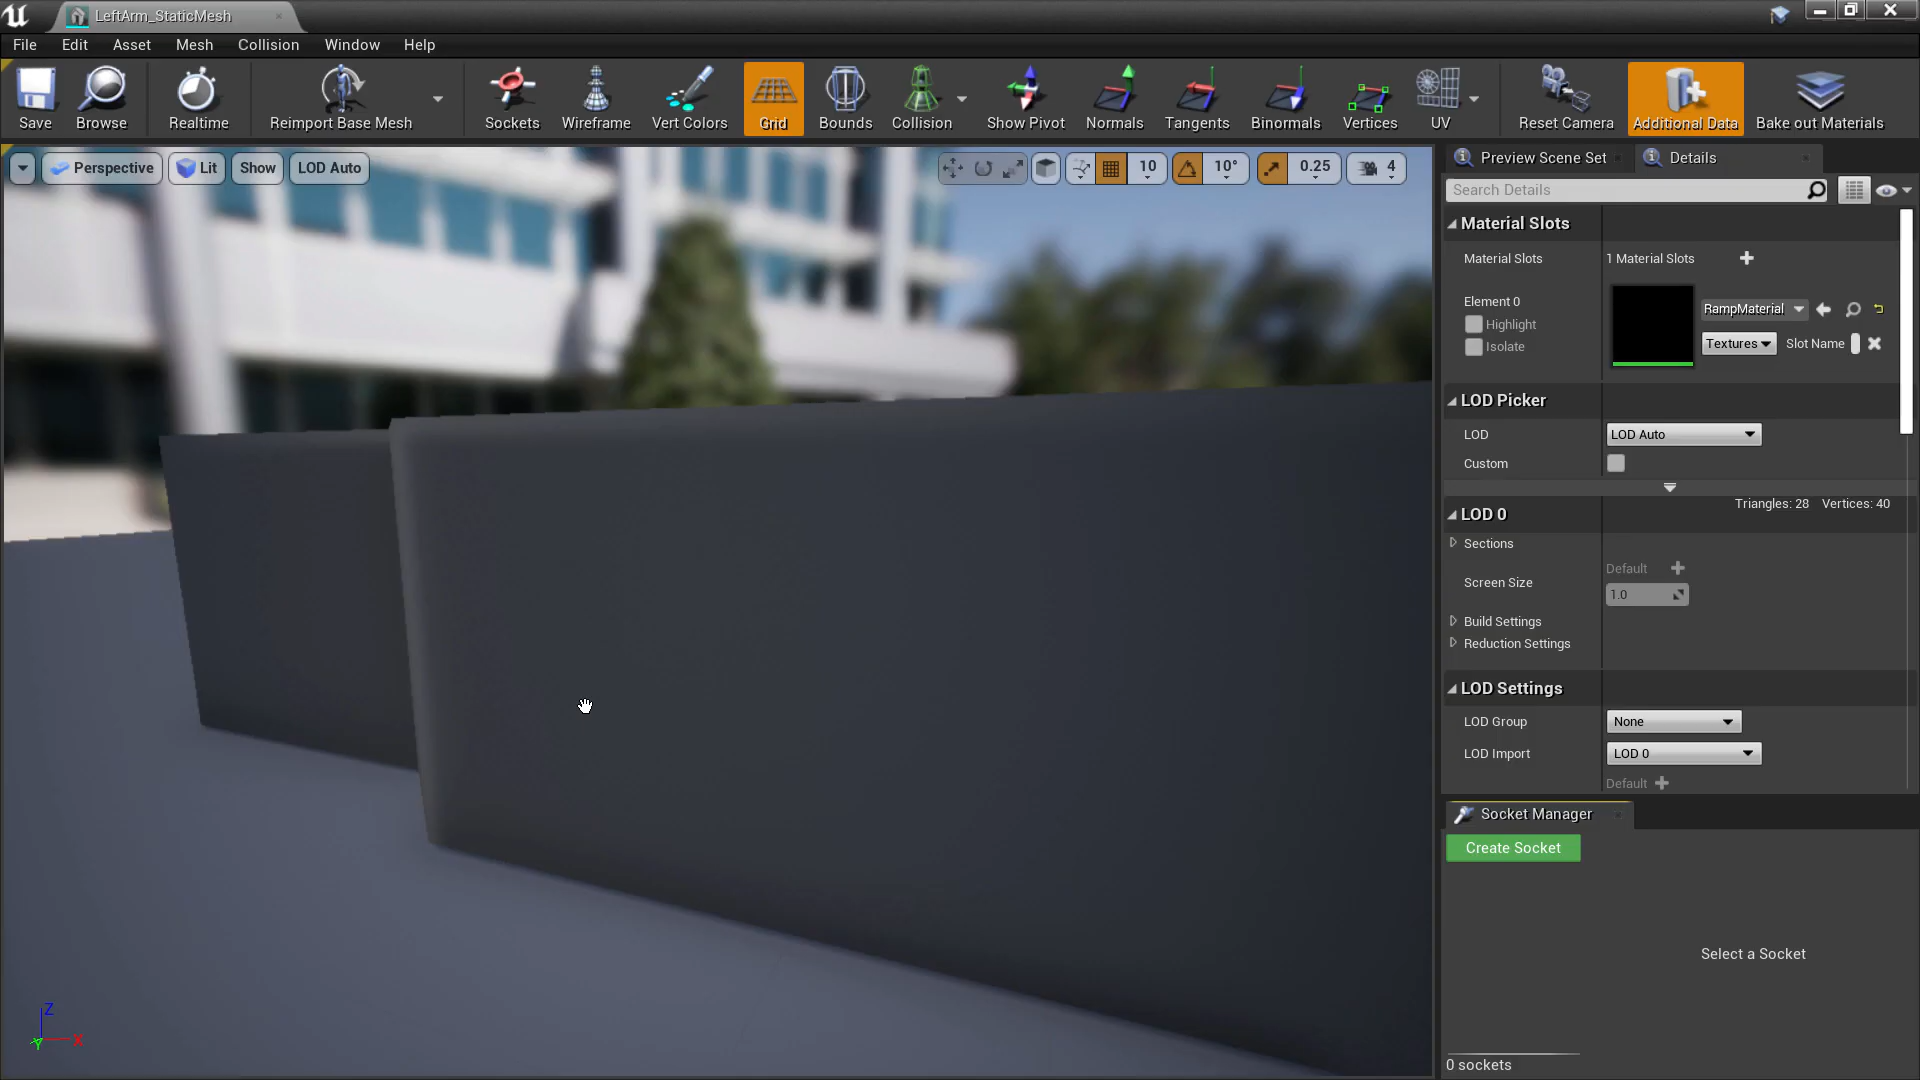 LeftArm_StaticMesh
File Edit Asset Mesh Collision Window Help
Save Browse Realtime Reimport Base Mesh Sockets Wireframe Vert Colors Grid Bounds Collision Show Pivot Normals Tangents Binormals Vertices UV Reset Camera Additional Data Bake out Materials
Perspective Lit Show LOD Auto 10 10° 0.25 4
Preview Scene Set Details
Search Details
Material Slots
Material Slots 1 Material Slots
Element 0
Highlight
Isolate
RampMaterial
Textures Slot Name
LOD Picker
LOD LOD Auto
Custom
Triangles: 28 Vertices: 40
LOD 0
Sections
Default
Screen Size
1.0
Build Settings
Reduction Settings
LOD Settings
LOD Group None
LOD Import LOD 0
Default
Socket Manager
Create Socket
Select a Socket
0 sockets
Z
X
Y